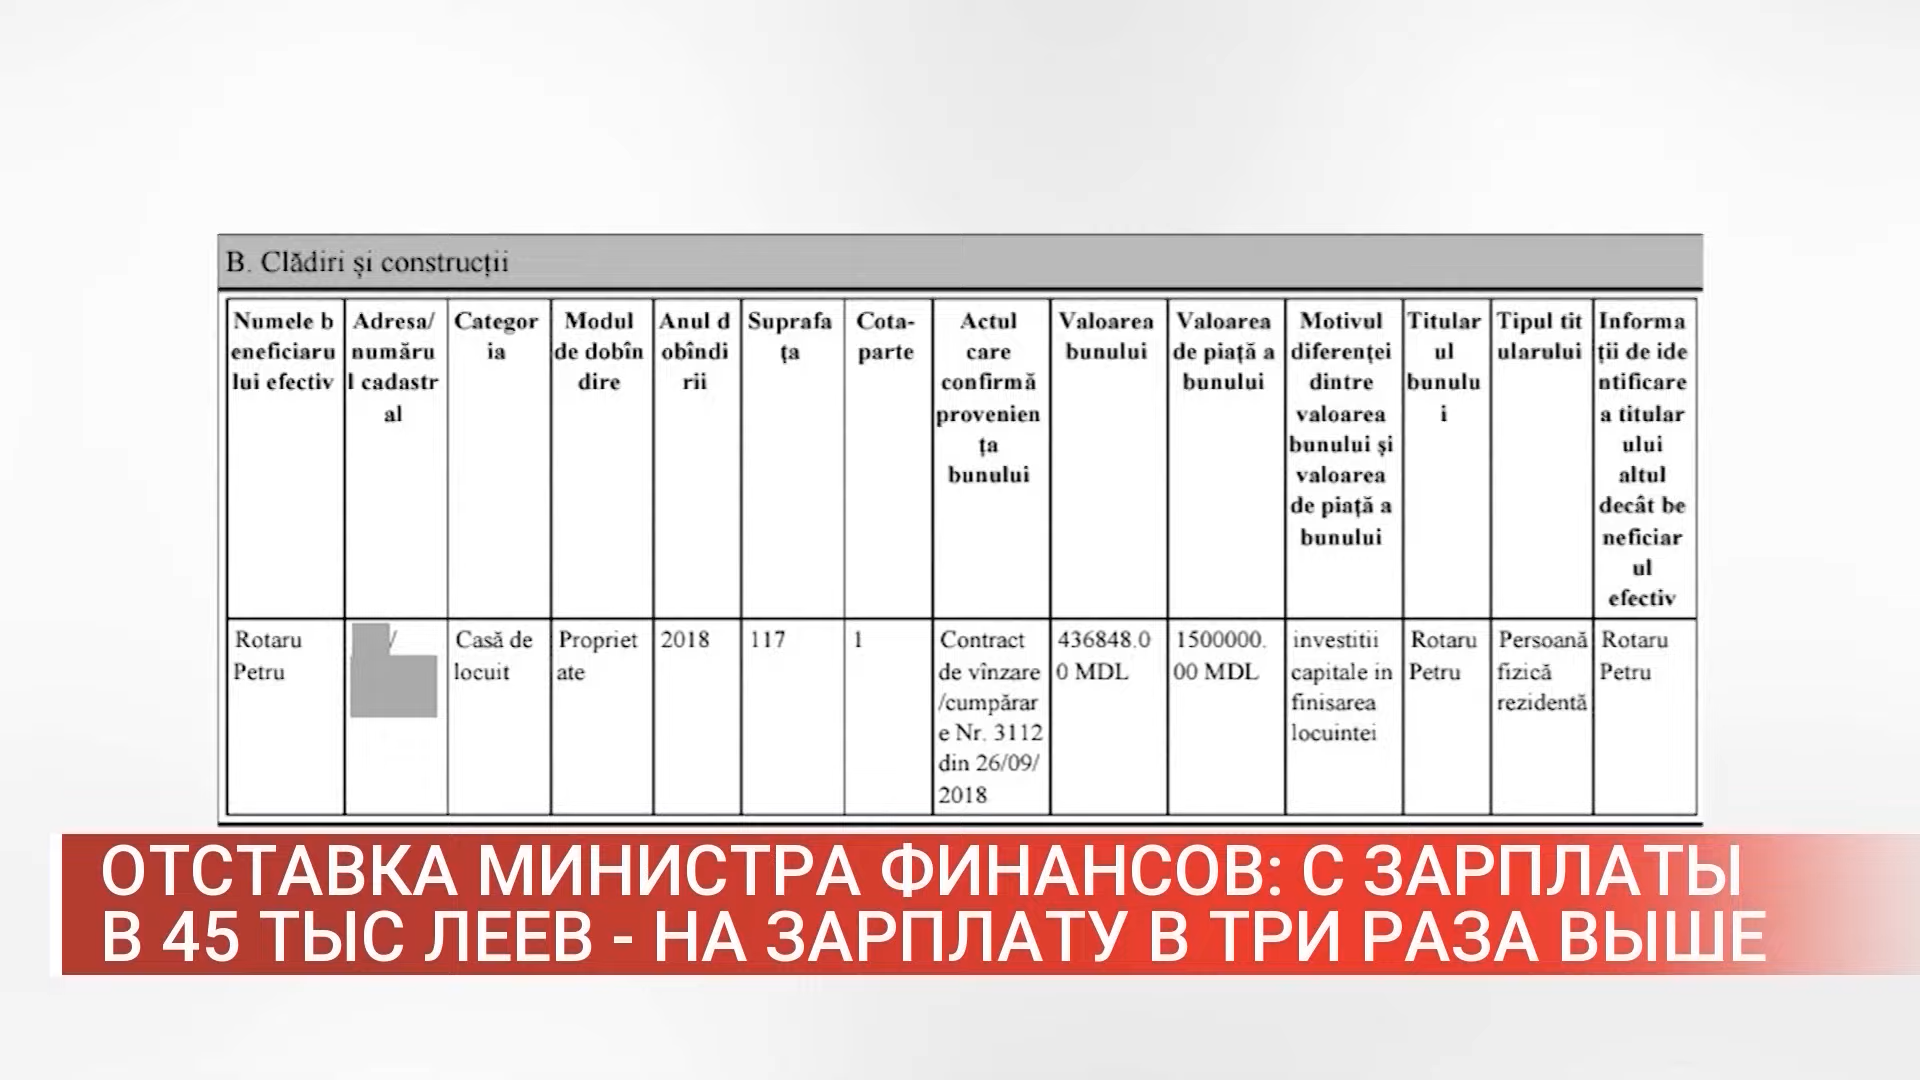 B. Clădiri și construcții
Numele b
eneficiaru
lui efectiv
Adresa/
număru
l cadastr
al
Categor
ia
Modul
de dobîn
dire
Anul d
obîndi
rii
Suprafa
ța
Cota-
parte
Actul
care
confirmă
provenien
ța
bunului
Valoarea
bunului
Valoarea
de piață a
bunului
Motivul
diferenței
dintre
valoarea
bunului și
valoarea
de piață a
bunului
Titular
ul
bunulu
i
Tipul tit
ularului
Informa
ții de ide
ntificare
a titular
ului
altul
decât be
neficiar
ul
efectiv
Rotaru
Petru
/
Casă de
locuit
Propriet
ate
2018
117
1
Contract
de vînzare
/cumpărar
e Nr. 3112
din 26/09/
2018
436848.0
0 MDL
1500000.
00 MDL
investitii
capitale in
finisarea
locuintei
Rotaru
Petru
Persoană
fizică
rezidentă
Rotaru
Petru
ОТСТАВКА МИНИСТРА ФИНАНСОВ: С ЗАРПЛАТЫ
В 45 ТЫС ЛЕЕВ - НА ЗАРПЛАТУ В ТРИ РАЗА ВЫШЕ